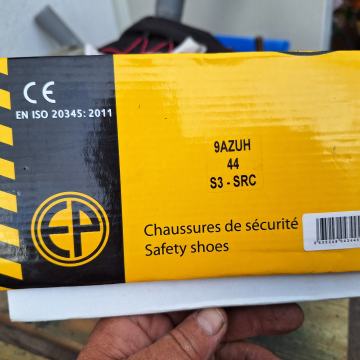 CE
EN ISO 20345: 2011
9AZUH
44
S3 - SRC
EP
Chaussures de sécurité
Safety shoes